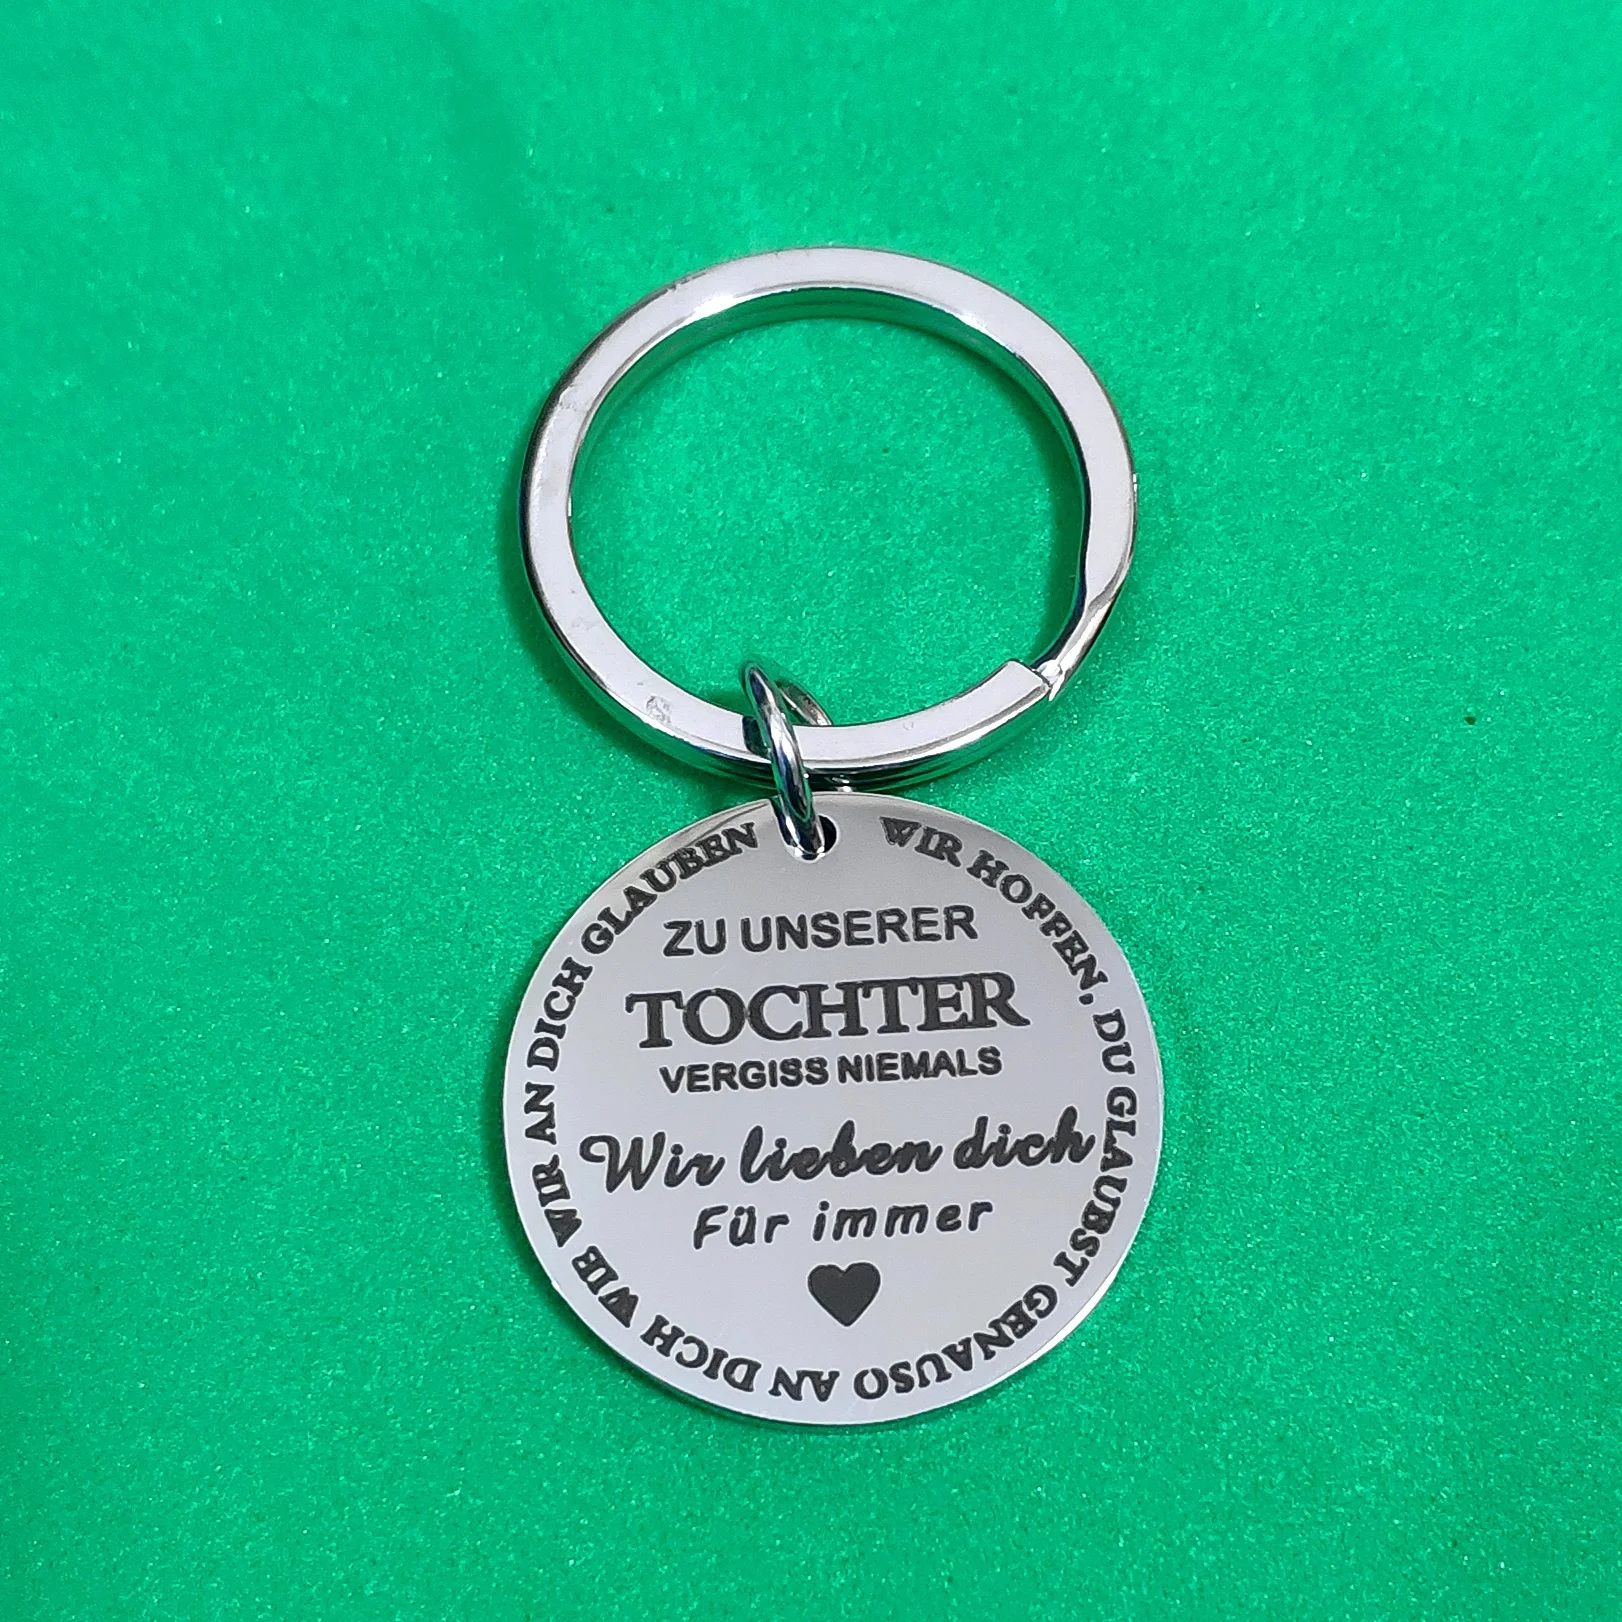 ZU UNSERER
TOCHTER
VERGISS NIEMALS
Wir lieben dich
Für immer
WIR HOFFEN, DU GLAUBST GENAUSO AN DICH WIE WIR AN DICH GLAUBEN